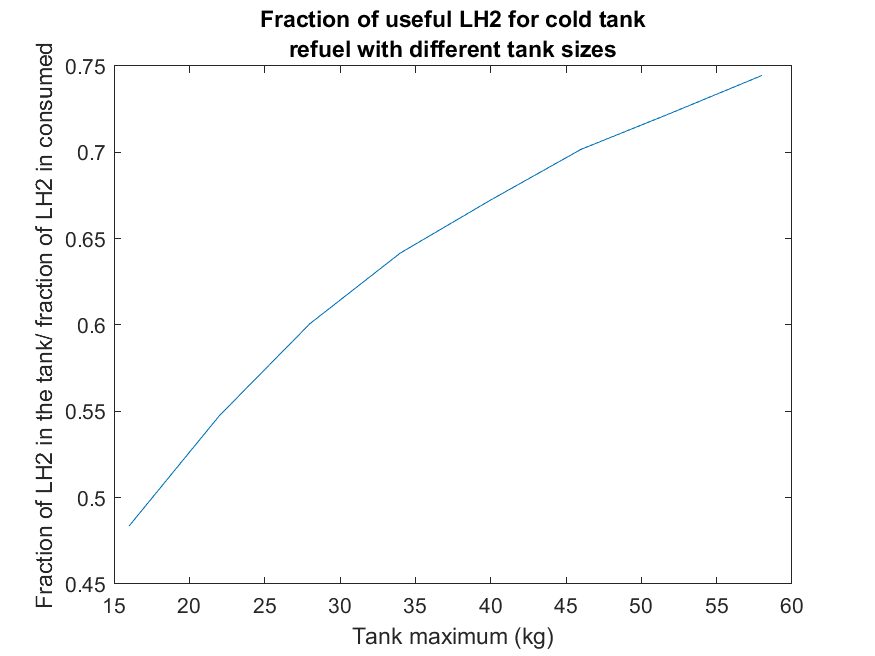 Fraction of useful LH2 for cold tank
refuel with different tank sizes
Fraction of LH2 in the tank/ fraction of LH2 in consumed
0.75
0.7
0.65
0.6
0.55
0.5
0.45
15 20 25 30 35 40 45 50 55 60
Tank maximum (kg)